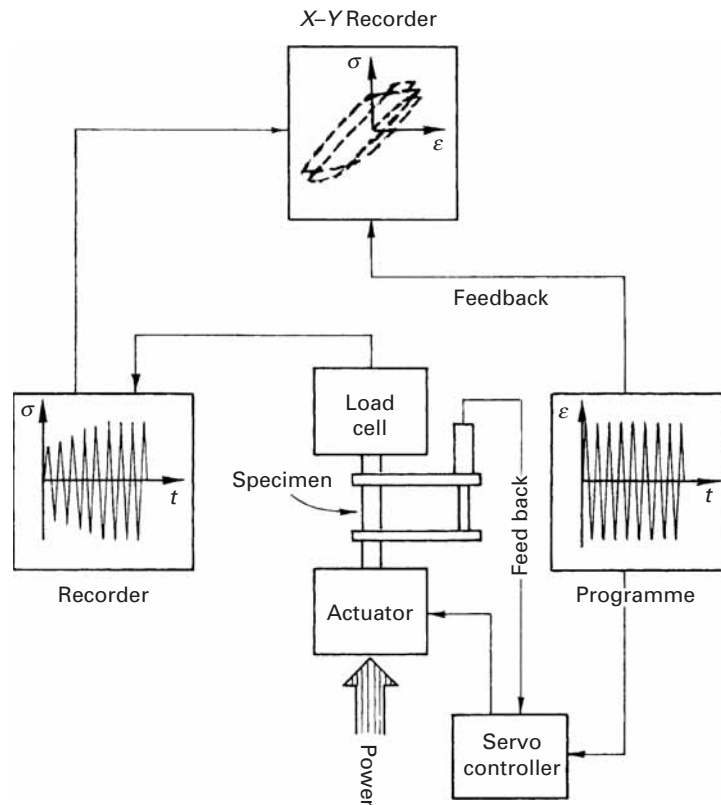 X–Y Recorder
σ
ε
Feedback
σ
t
Recorder
Load
cell
Specimen
Feed back
ε
t
Programme
Actuator
Power
Servo
controller